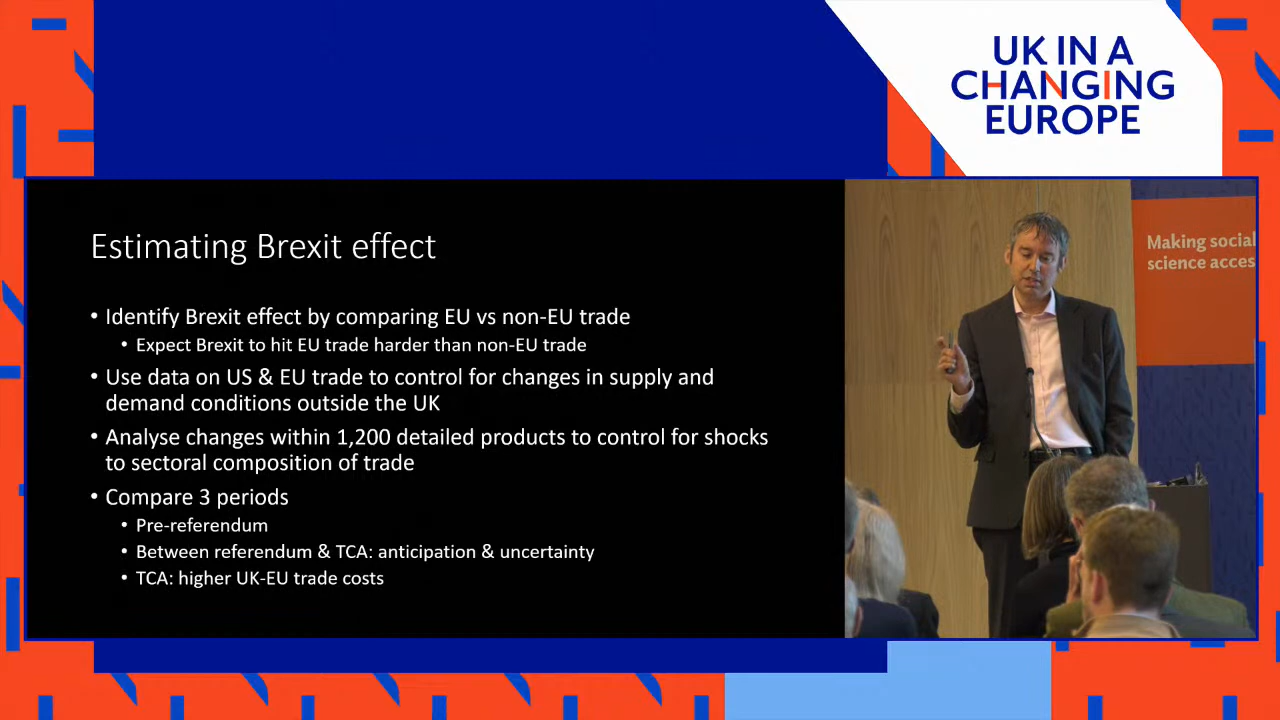 UK IN A
CHANGING
EUROPE
Estimating Brexit effect
• Identify Brexit effect by comparing EU vs non-EU trade
• Expect Brexit to hit EU trade harder than non-EU trade
• Use data on US & EU trade to control for changes in supply and
demand conditions outside the UK
• Analyse changes within 1,200 detailed products to control for shocks
to sectoral composition of trade
• Compare 3 periods
• Pre-referendum
• Between referendum & TCA: anticipation & uncertainty
• TCA: higher UK-EU trade costs
Making social
science acces